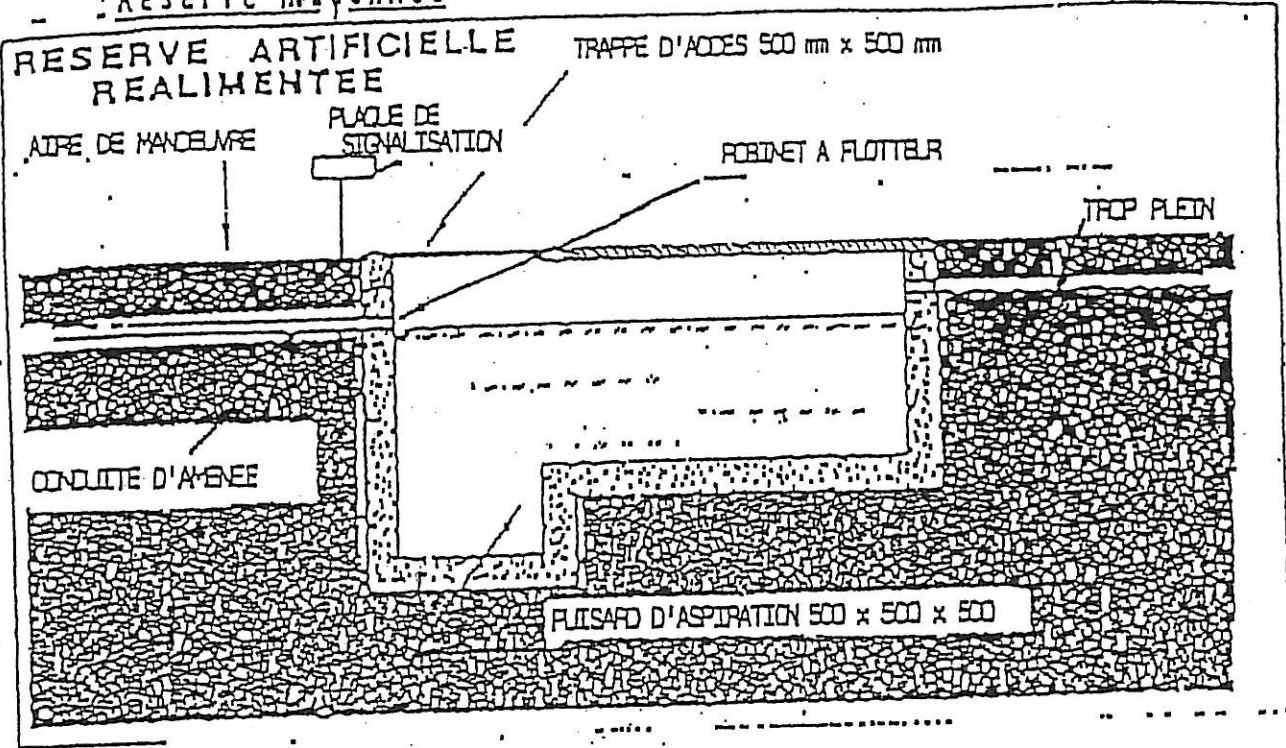 RESERVE
RESERVE ARTIFICIELLE
REALIMENTEE
TRAPPE D'ACCES 500 mm x 500 mm
AIRE DE MANOEUVRE
PLAQUE DE
SIGNALISATION
ROBINET A FLOTTEUR
TROP PLEIN
CONDUITE D'AMENEE
PUISARD D'ASPIRATION 500 x 500 x 500